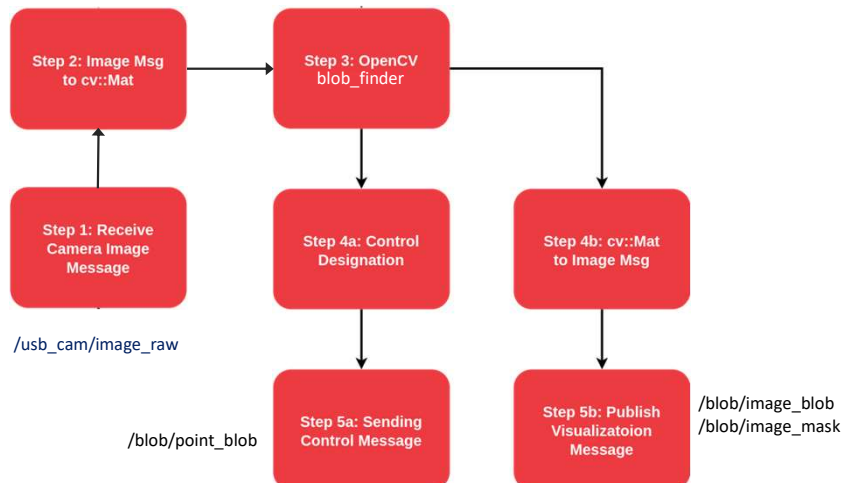 Step 2: Image Msg
to cv::Mat
Step 3: OpenCV
blob_finder
Step 1: Receive
Camera Image
Message
Step 4a: Control
Designation
Step 4b: cv::Mat
to Image Msg
/usb_cam/image_raw
/blob/point_blob
Step 5a: Sending
Control Message
Step 5b: Publish
Visualizatoion
Message
/blob/image_blob
/blob/image_mask